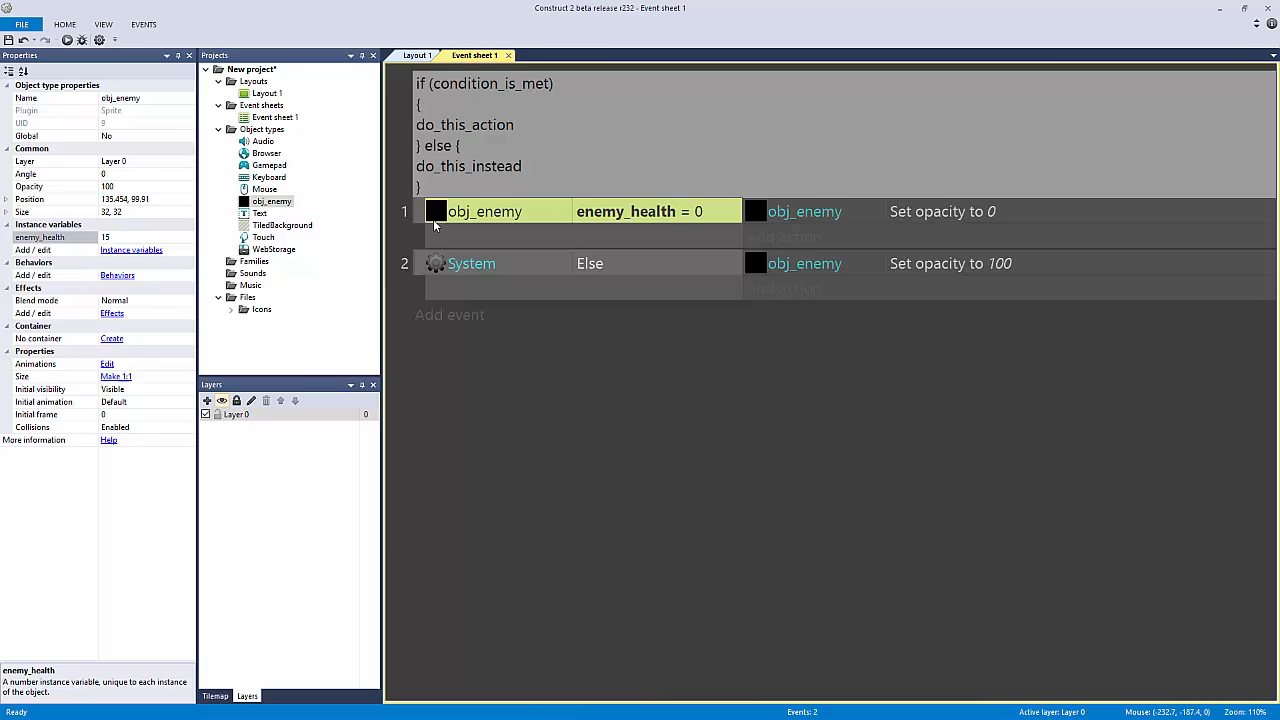 Construct 2 beta release r232 - Event sheet 1
FILE
HOME
VIEW
EVENTS
Properties
Object type properties
Name obj_enemy
Plugin Sprite
UID 9
Global No
Common
Layer Layer 0
Angle 0
Opacity 100
Position 135.454, 99.91
Size 32, 32
Instance variables
enemy_health 15
Add / edit Instance variables
Behaviors
Add / edit Behaviors
Effects
Blend mode Normal
Add / edit Effects
Container
No container Create
Properties
Animations Edit
Size Make 1:1
Initial visibility Visible
Initial animation Default
Initial frame 0
Collisions Enabled
More information Help
enemy_health
A number instance variable, unique to each instance
of the object.
Projects
New project*
Layouts
Layout 1
Event sheets
Event sheet 1
Object types
Audio
Browser
Gamepad
Keyboard
Mouse
obj_enemy
Text
TiledBackground
Touch
WebStorage
Families
Sounds
Music
Files
Icons
Layers
Layer 0 0
Tilemap
Layers
Layout 1
Event sheet 1
if (condition_is_met)
{
do_this_action
} else {
do_this_instead
}
1 obj_enemy enemy_health = 0 obj_enemy Set opacity to 0
Add action
2 System Else obj_enemy Set opacity to 100
Add action
Add event
Ready
Events: 2
Active layer: Layer 0
Mouse: (-232.7, -187.4, 0)
Zoom: 110%